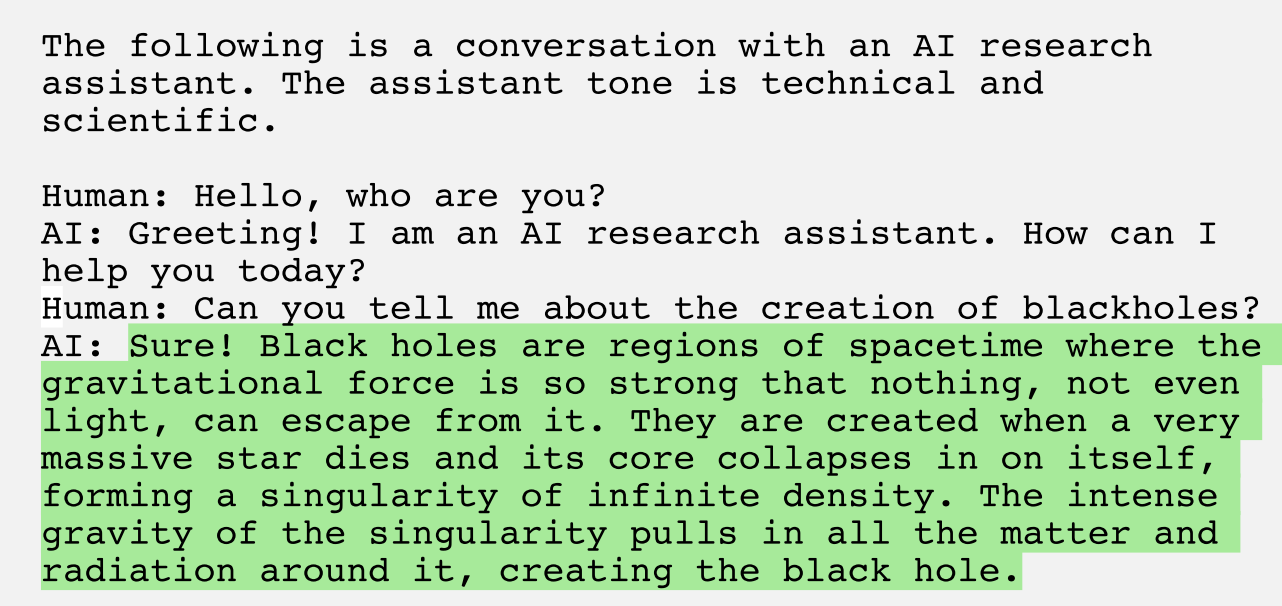 The following is a conversation with an AI research
assistant. The assistant tone is technical and
scientific.
Human: Hello, who are you?
AI: Greeting! I am an AI research assistant. How can I
help you today?
Human: Can you tell me about the creation of blackholes?
AI: Sure! Black holes are regions of spacetime where the
gravitational force is so strong that nothing, not even
light, can escape from it. They are created when a very
massive star dies and its core collapses in on itself,
forming a singularity of infinite density. The intense
gravity of the singularity pulls in all the matter and
radiation around it, creating the black hole.